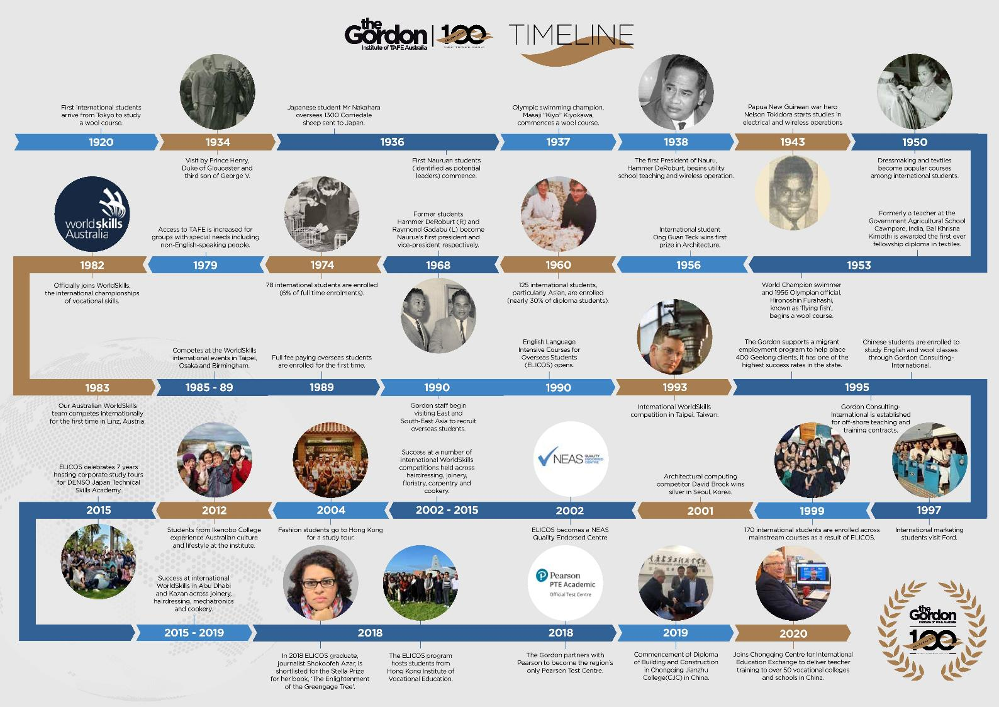 the
Gordon
Institute of TAFE Australia
100
CELEBRATING
YEARS OF INTERNATIONAL EDUCATION
TIMELINE
First international students
arrive from Tokyo to study
a wool course.
Japanese student Mr Nakahara
oversees 1300 Corriedale
sheep sent to Japan.
Olympic swimming champion,
Masaji "Kiyo" Kiyokawa,
commences a wool course.
Papua New Guinean war hero
Nelson Tokidora starts studies in
electrical and wireless operations
1920
1934
1936
1937
1938
1943
1950
Visit by Prince Henry,
Duke of Gloucester and
third son of George V.
First Nauruan students
(identified as potential
leaders) commence.
The first President of Nauru,
Hammer DeRoburt, begins utility
school teaching and wireless operation.
Dressmaking and textiles
become popular courses
among international students.
worldskills
Australia
Access to TAFE is increased for
groups with special needs including
non-English-speaking people.
Former students
Hammer DeRoburt (R) and
Raymond Gadabu (L) become
Naurua's first president and
vice-president respectively.
International student
Ong Guan Teck wins first
prize in Architecture.
Formerly a teacher at the
Government Agricultural School
Cawnpore, India, Bal Khrisna
Kimothi is awarded the first ever
fellowship diploma in textiles.
1982
1979
1974
1968
1960
1956
1953
Officially joins WorldSkills,
the international championships
of vocational skills.
78 international students are enrolled
(6% of full time enrolments).
125 international students,
particularly Asian, are enrolled
(nearly 30% of diploma students).
World Champion swimmer
and 1956 Olympian official,
Hironoshin Furahashi,
known as 'flying fish',
begins a wool course.
Competes at the WorldSkills
international events in Taipei,
Osaka and Birmingham.
Full fee paying overseas students
are enrolled for the first time.
English Language
Intensive Courses for
Overseas Students
(ELICOS) opens.
The Gordon supports a migrant
employment program to help place
400 Geelong clients, it has one of the
highest success rates in the state.
Chinese students are enrolled to
study English and wool classes
through Gordon Consulting-
International.
1983
1985 - 89
1989
1990
1990
1993
1995
Our Australian WorldSkills
team competes internationally
for the first time in Linz, Austria.
Gordon staff begin
visiting East and
South-East Asia to recruit
overseas students.
International WorldSkills
competition in Taipei, Taiwan.
Gordon Consulting-
International is established
for off-shore teaching and
training contracts.
ELICOS celebrates 7 years
hosting corporate study tours
for DENSO Japan Technical
Skills Academy.
Success at a number of
international WorldSkills
competitions held across
hairdressing, joinery,
floristry, carpentry and
cookery.
NEAS
QUALITY
ENDORSED
CENTRE
Architectural computing
competitor David Brock wins
silver in Seoul, Korea.
2015
2012
2004
2002 - 2015
2002
2001
1999
1997
Students from Ikenobo College
experience Australian culture
and lifestyle at the institute.
Fashion students go to Hong Kong
for a study tour.
ELICOS becomes a NEAS
Quality Endorsed Centre
170 international students are enrolled across
mainstream courses as a result of ELICOS.
International marketing
students visit Ford.
Success at international
WorldSkills in Abu Dhabi
and Kazan across joinery,
hairdressing, mechatronics
and cookery.
Pearson
PTE Academic
Official Test Centre
2015 - 2019
2018
2018
2019
2020
In 2018 ELICOS graduate,
journalist Shokoofeh Azar, is
shortlisted for the Stella Prize
for her book, 'The Enlightenment
of the Greengage Tree'.
The ELICOS program
hosts students from
Hong Kong Institute of
Vocational Education.
The Gordon partners with
Pearson to become the region's
only Pearson Test Centre.
Commencement of Diploma
of Building and Construction
in Chongqing Jianzhu
College(CJC) in China.
Joins Chongqing Centre for International
Education Exchange to deliver teacher
training to over 50 vocational colleges
and schools in China.
the
Gordon
Institute of TAFE Australia
100
CELEBRATING